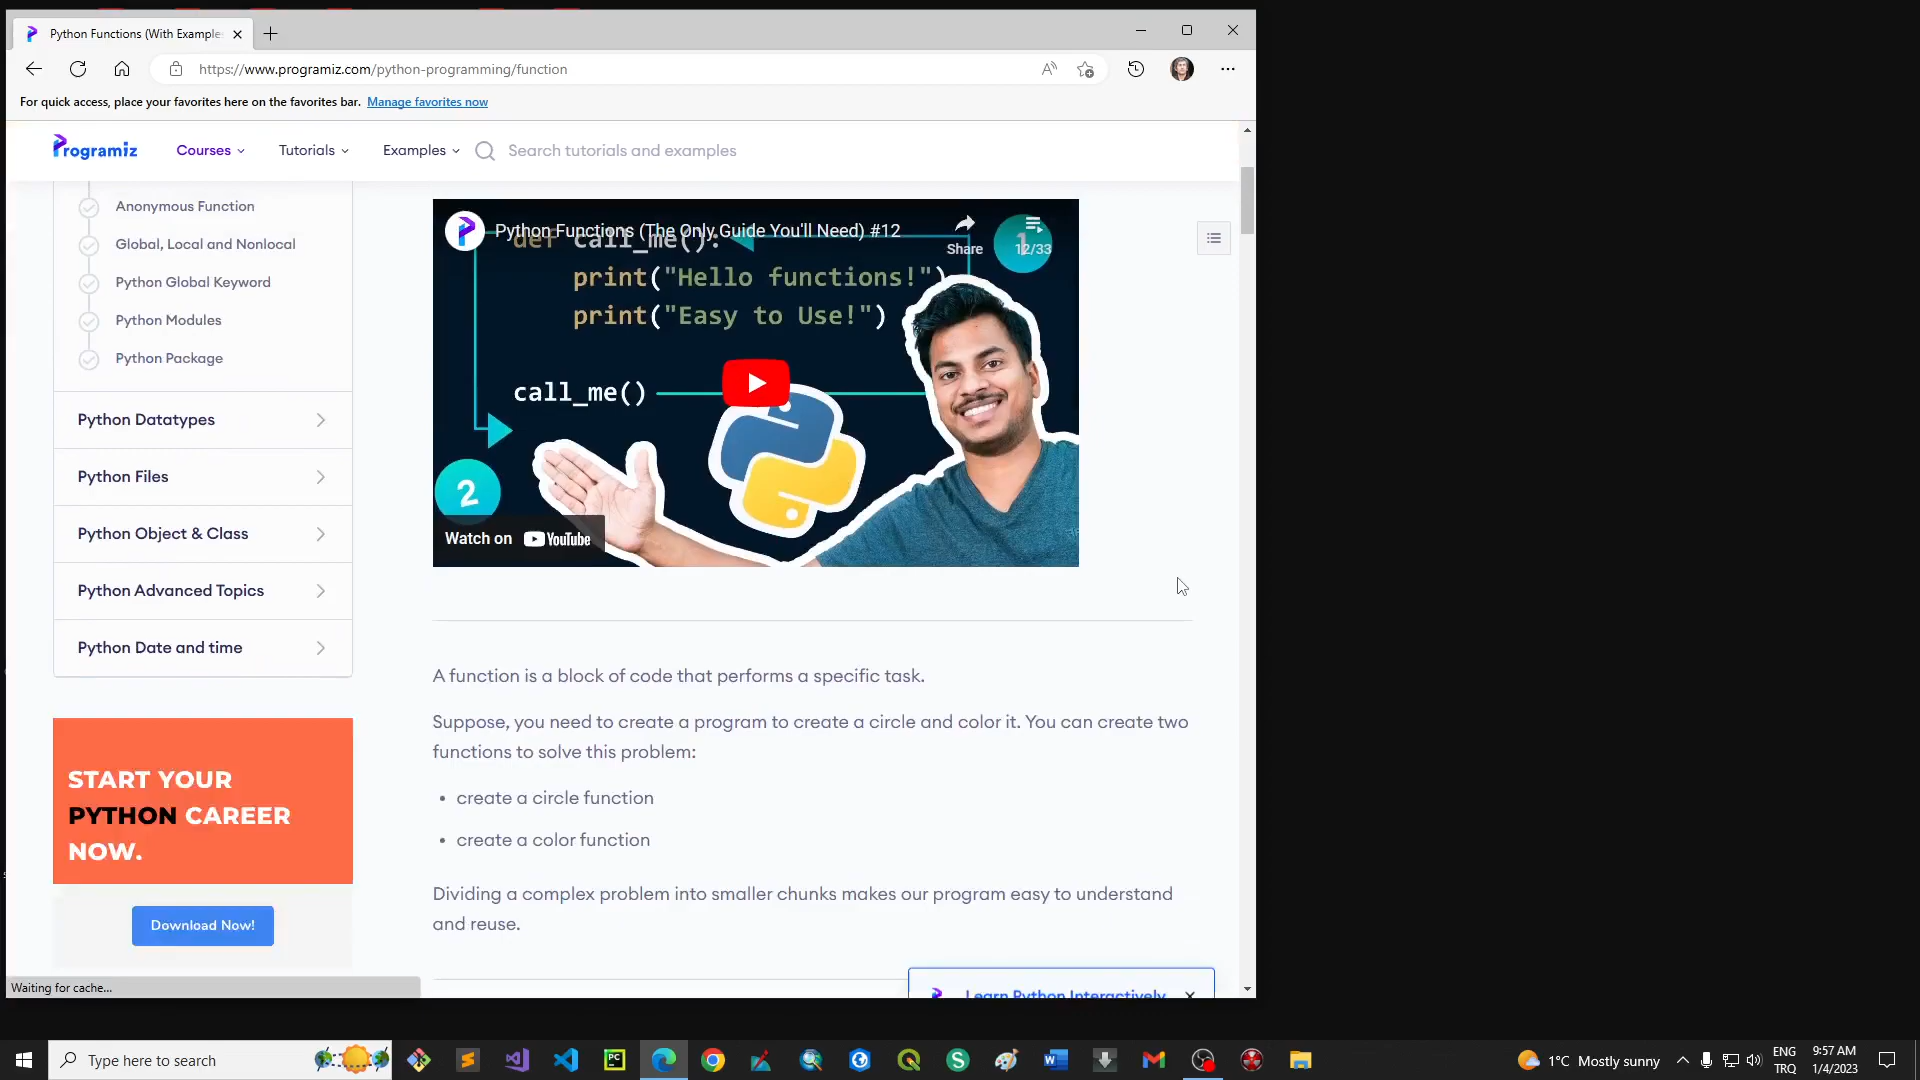 Python Functions (With Example
https://www.programiz.com/python-programming/function
For quick access, place your favorites here on the favorites bar. Manage favorites now
Programiz
Courses
Tutorials
Examples
Search tutorials and examples
Anonymous Function
Global, Local and Nonlocal
Python Global Keyword
Python Modules
Python Package
Python Datatypes
Python Files
Python Object & Class
Python Advanced Topics
Python Date and time
START YOUR
PYTHON CAREER
NOW.
Download Now!
Python Functions (The Only Guide You'll Need) #12
Share
12/33
1
def call_me():
print("Hello functions!")
print("Easy to Use!")
call_me()
2
Watch on YouTube
A function is a block of code that performs a specific task.
Suppose, you need to create a program to create a circle and color it. You can create two
functions to solve this problem:
• create a circle function
• create a color function
Dividing a complex problem into smaller chunks makes our program easy to understand
and reuse.
Learn Python Interactively
Waiting for cache...
Type here to search
PC
S
W
1°C Mostly sunny
ENG
TRQ
9:57 AM
1/4/2023